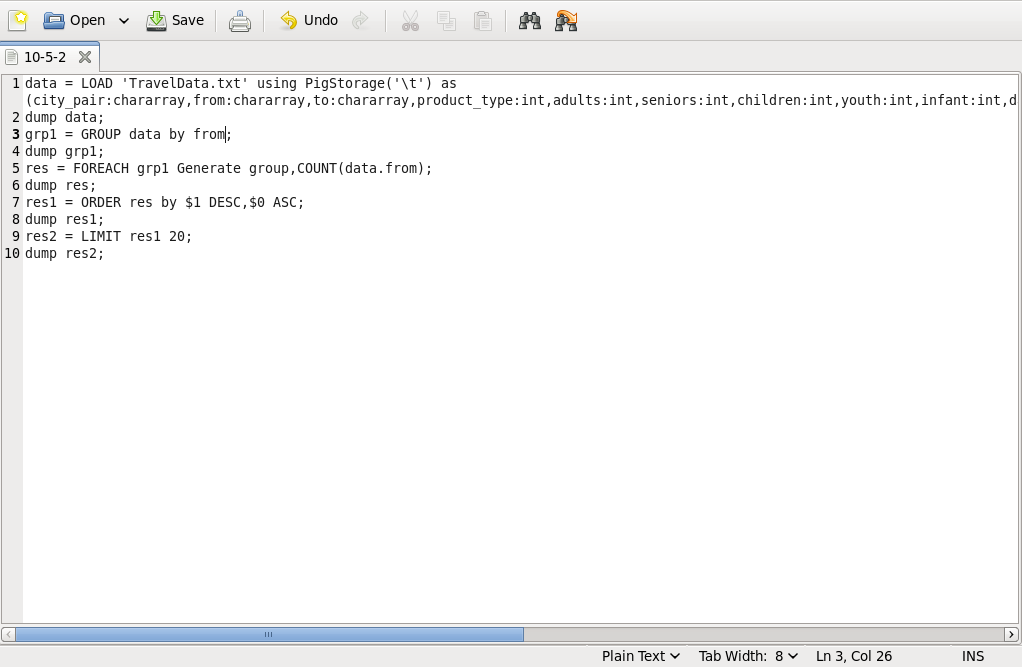 Open Save Undo
10-5-2
1 data = LOAD 'TravelData.txt' using PigStorage('\t') as
(city_pair:chararray,from:chararray,to:chararray,product_type:int,adults:int,seniors:int,children:int,youth:int,infant:int,d
2 dump data;
3 grp1 = GROUP data by from;
4 dump grp1;
5 res = FOREACH grp1 Generate group,COUNT(data.from);
6 dump res;
7 res1 = ORDER res by $1 DESC,$0 ASC;
8 dump res1;
9 res2 = LIMIT res1 20;
10 dump res2;
Plain Text Tab Width: 8 Ln 3, Col 26 INS